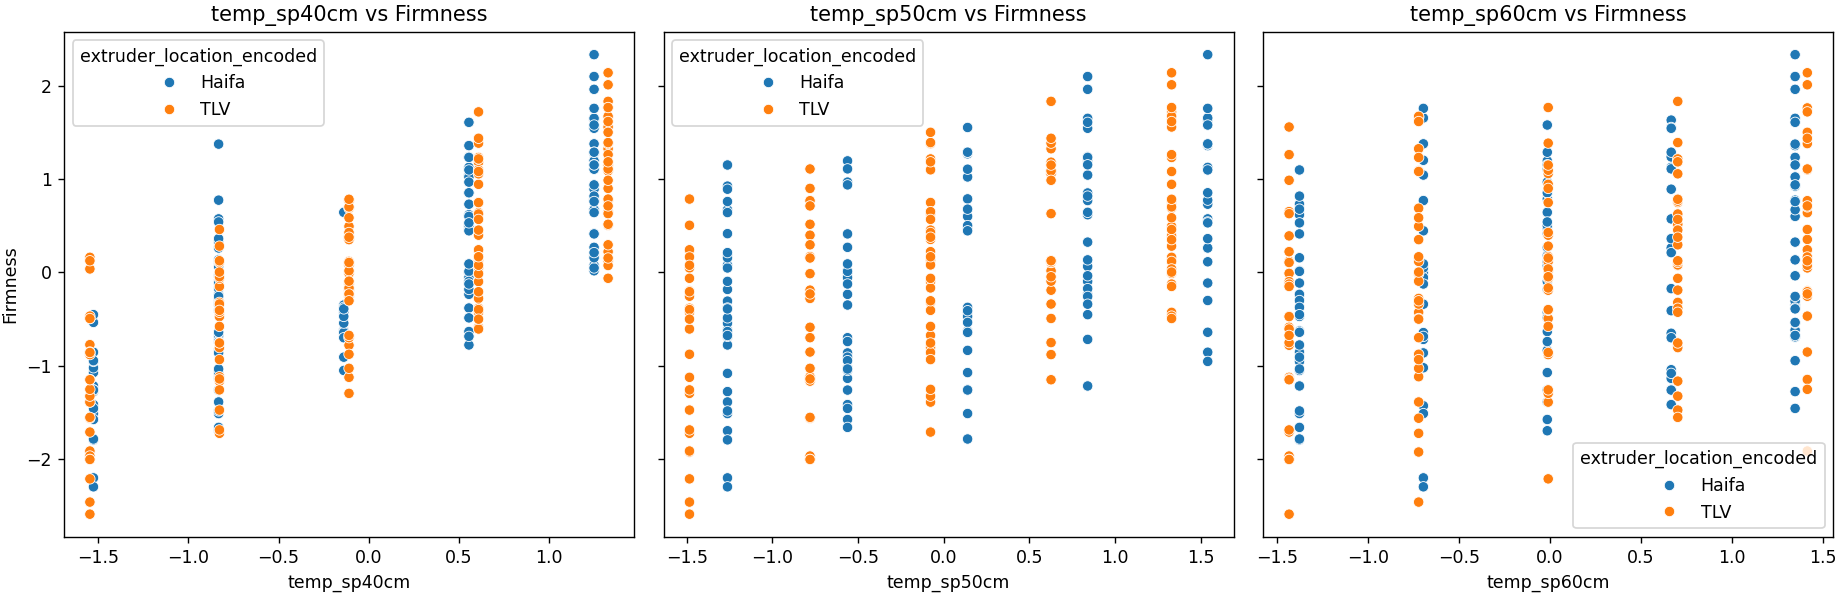 temp_sp40cm vs Firmness
extruder_location_encoded
Haifa
TLV
Firmness
2
1
0
−1
−2
−1.5
−1.0
−0.5
0.0
0.5
1.0
temp_sp40cm
temp_sp50cm vs Firmness
extruder_location_encoded
Haifa
TLV
−1.5
−1.0
−0.5
0.0
0.5
1.0
1.5
temp_sp50cm
temp_sp60cm vs Firmness
extruder_location_encoded
Haifa
TLV
−1.5
−1.0
−0.5
0.0
0.5
1.0
1.5
temp_sp60cm